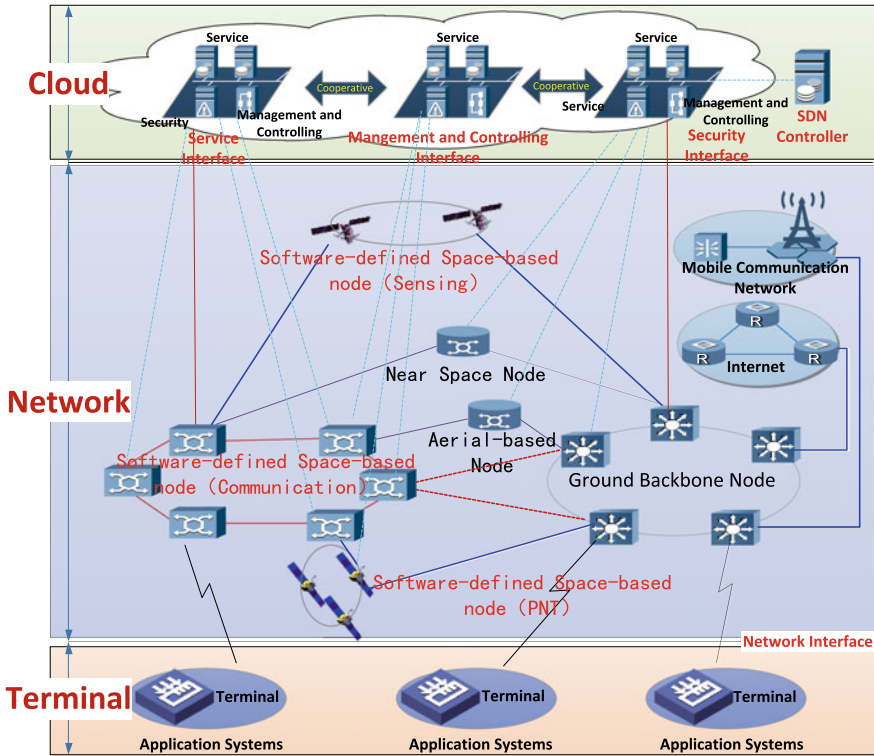 Cloud
Service
Service
Service
Cooperative
Cooperative
Service
Security
Management and
Controlling
Management and
Controlling
SDN
Controller
Service
Interface
Mangement and Controlling
Interface
Security
Interface
Network
Software-defined Space-based
node (Sensing)
Mobile Communication
Network
R
R
R
Internet
Near Space Node
Aerial-based
Node
Software-defined Space-based
node (Communication)
Ground Backbone Node
Software-defined Space-based
node (PNT)
Network Interface
Terminal
Terminal
Terminal
Terminal
Application Systems
Application Systems
Application Systems